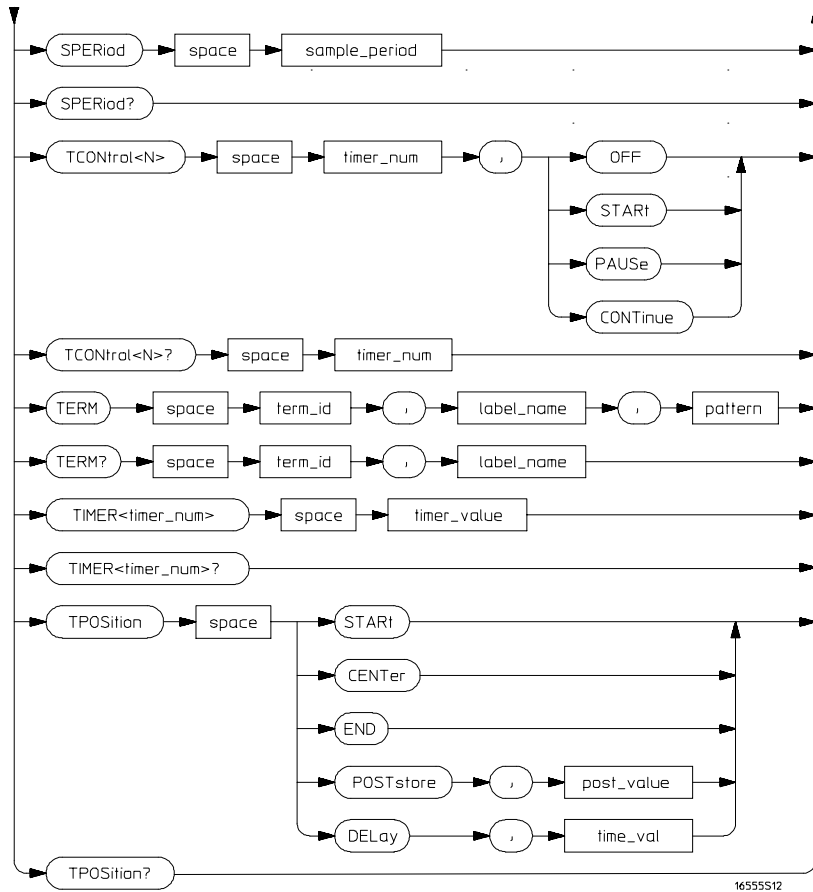 SPERiod space sample_period
SPERiod?
TCONtrol<N> space timer_num , OFF
STARt
PAUSe
CONTinue
TCONtrol<N>? space timer_num
TERM space term_id , label_name , pattern
TERM? space term_id , label_name
TIMER<timer_num> space timer_value
TIMER<timer_num>?
TPOSition space STARt
CENTer
END
POSTstore , post_value
DELay , time_val
TPOSition?
16555S12